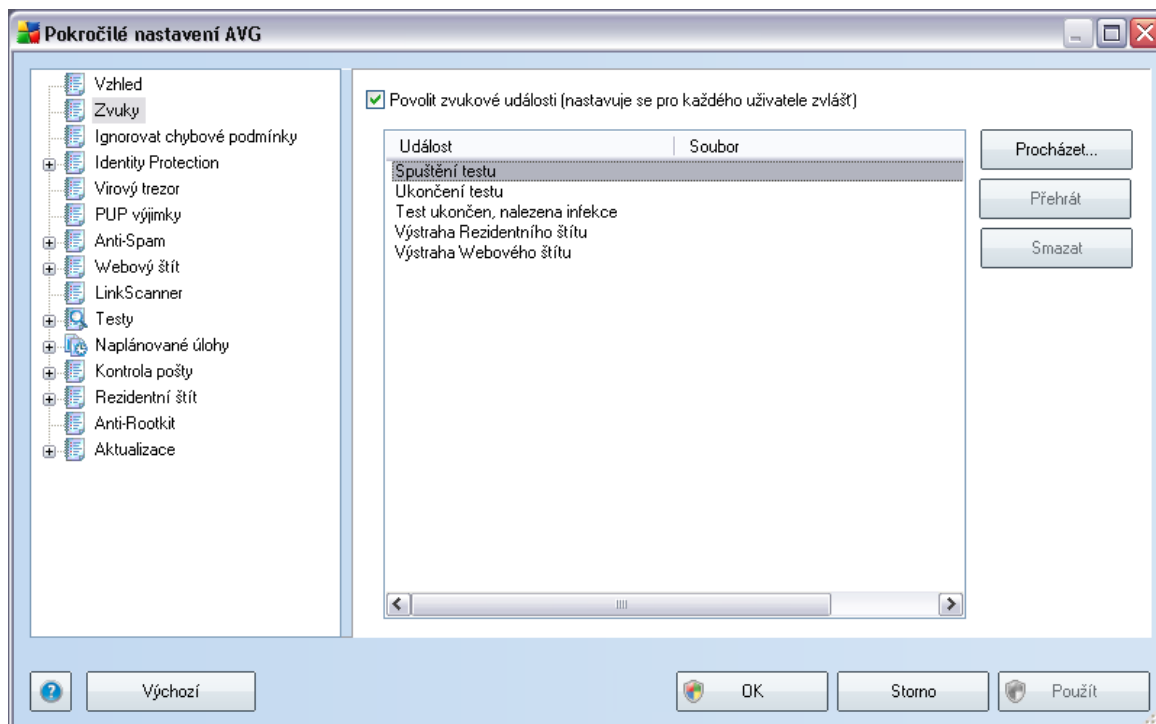 Pokročilé nastavení AVG
Vzhled
Zvuky
Ignorovat chybové podmínky
Identity Protection
Virový trezor
PUP výjimky
Anti-Spam
Webový štít
LinkScanner
Testy
Naplánované úlohy
Kontrola pošty
Rezidentní štít
Anti-Rootkit
Aktualizace
Povolit zvukové události (nastavuje se pro každého uživatele zvlášť)
Událost Soubor
Spuštění testu
Ukončení testu
Test ukončen, nalezena infekce
Výstraha Rezidentního štítu
Výstraha Webového štítu
Procházet...
Přehrát
Smazat
Výchozí
OK
Storno
Použít